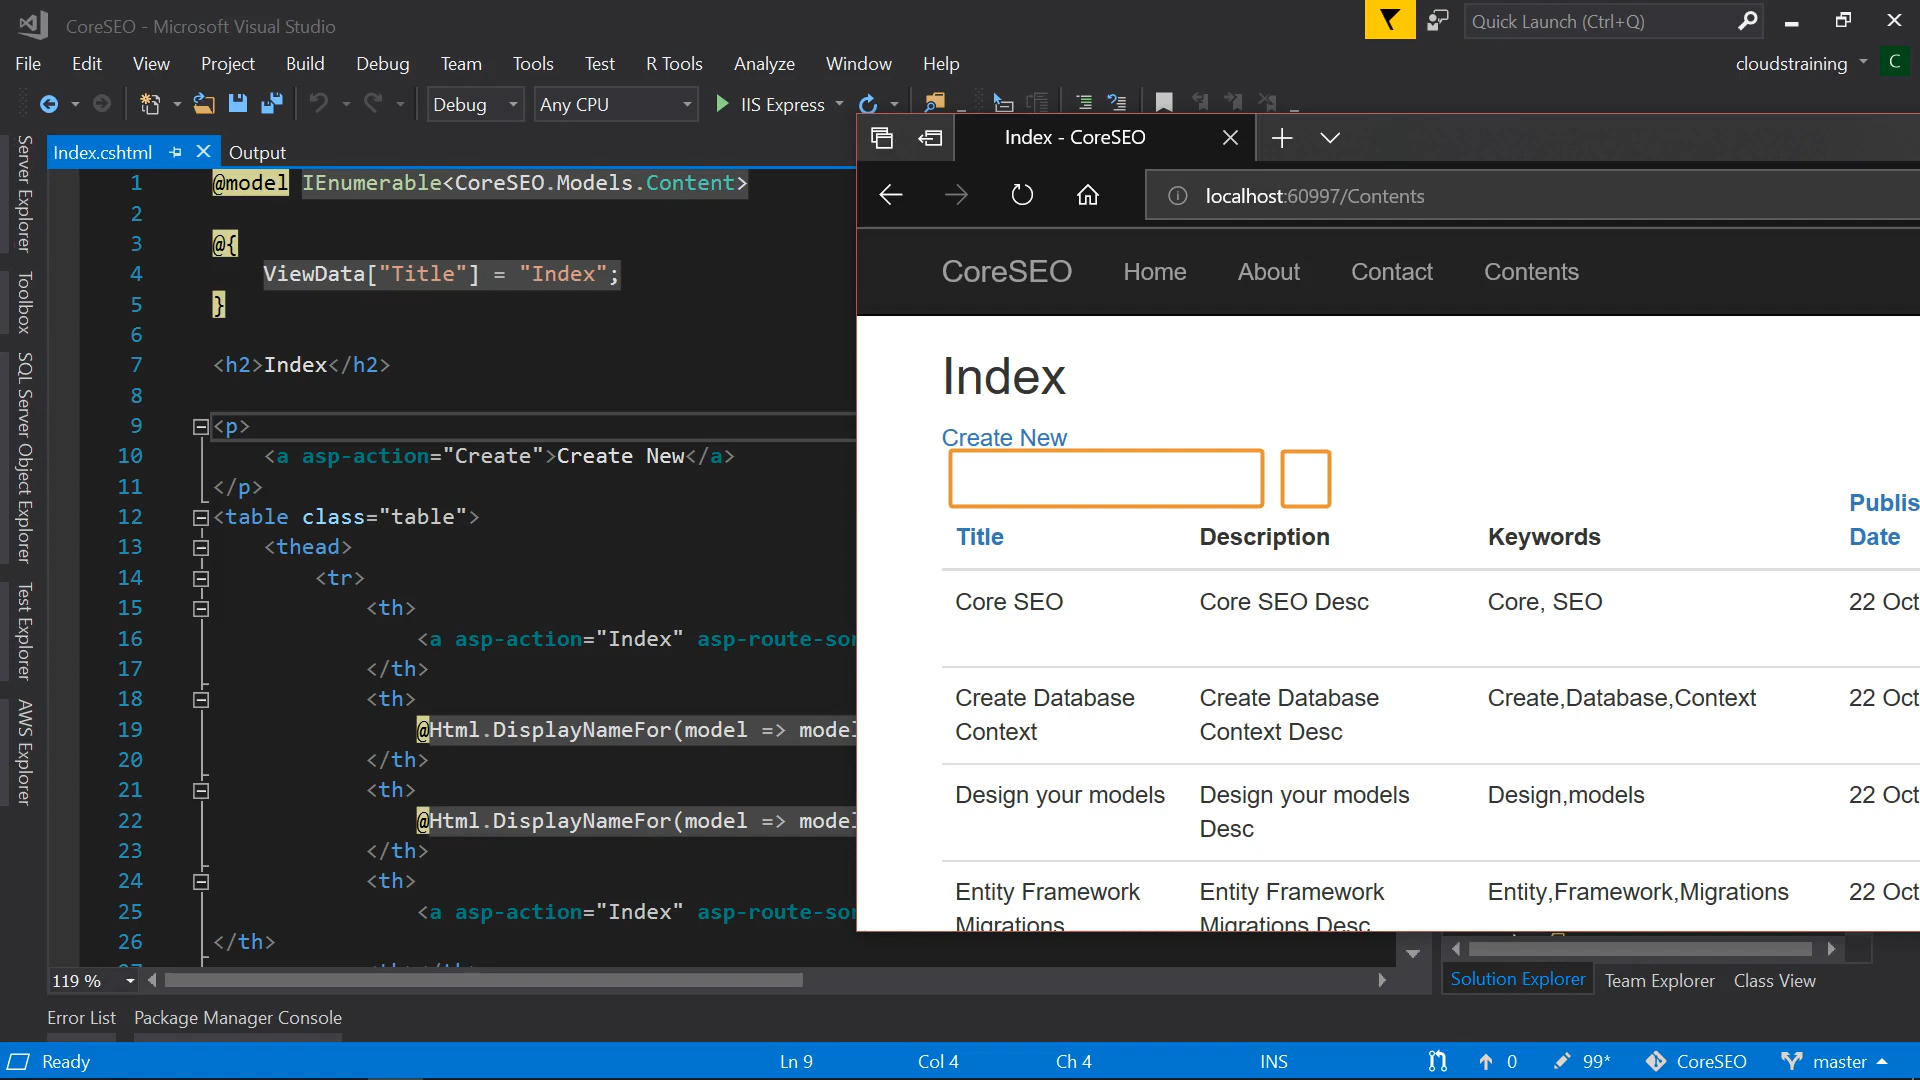 CoreSEO - Microsoft Visual Studio
Quick Launch (Ctrl+Q)
File Edit View Project Build Debug Team Tools Test R Tools Analyze Window Help
cloudstraining C
Debug Any CPU IIS Express
Index.cshtml Output
Server Explorer
Toolbox
SQL Server Object Explorer
Test Explorer
AWS Explorer
1 @model IEnumerable<CoreSEO.Models.Content>
2
3 @{
4 ViewData["Title"] = "Index";
5 }
6
7 <h2>Index</h2>
8
9 <p>
10 <a asp-action="Create">Create New</a>
11 </p>
12 <table class="table">
13 <thead>
14 <tr>
15 <th>
16 <a asp-action="Index" asp-route-sor
17 </th>
18 <th>
19 @Html.DisplayNameFor(model => model
20 </th>
21 <th>
22 @Html.DisplayNameFor(model => model
23 </th>
24 <th>
25 <a asp-action="Index" asp-route-sor
26 </th>
Index - CoreSEO
localhost:60997/Contents
CoreSEO Home About Contact Contents
Index
Create New
Title Description Keywords Publis
Date
Core SEO Core SEO Desc Core, SEO 22 Oct
Create Database Context Create Database Context Desc Create,Database,Context 22 Oct
Design your models Design your models Desc Design,models 22 Oct
Entity Framework Migrations Entity Framework Migrations Desc Entity,Framework,Migrations 22 Oct
119 %
Solution Explorer Team Explorer Class View
Error List Package Manager Console
Ready Ln 9 Col 4 Ch 4 INS 0 99* CoreSEO master